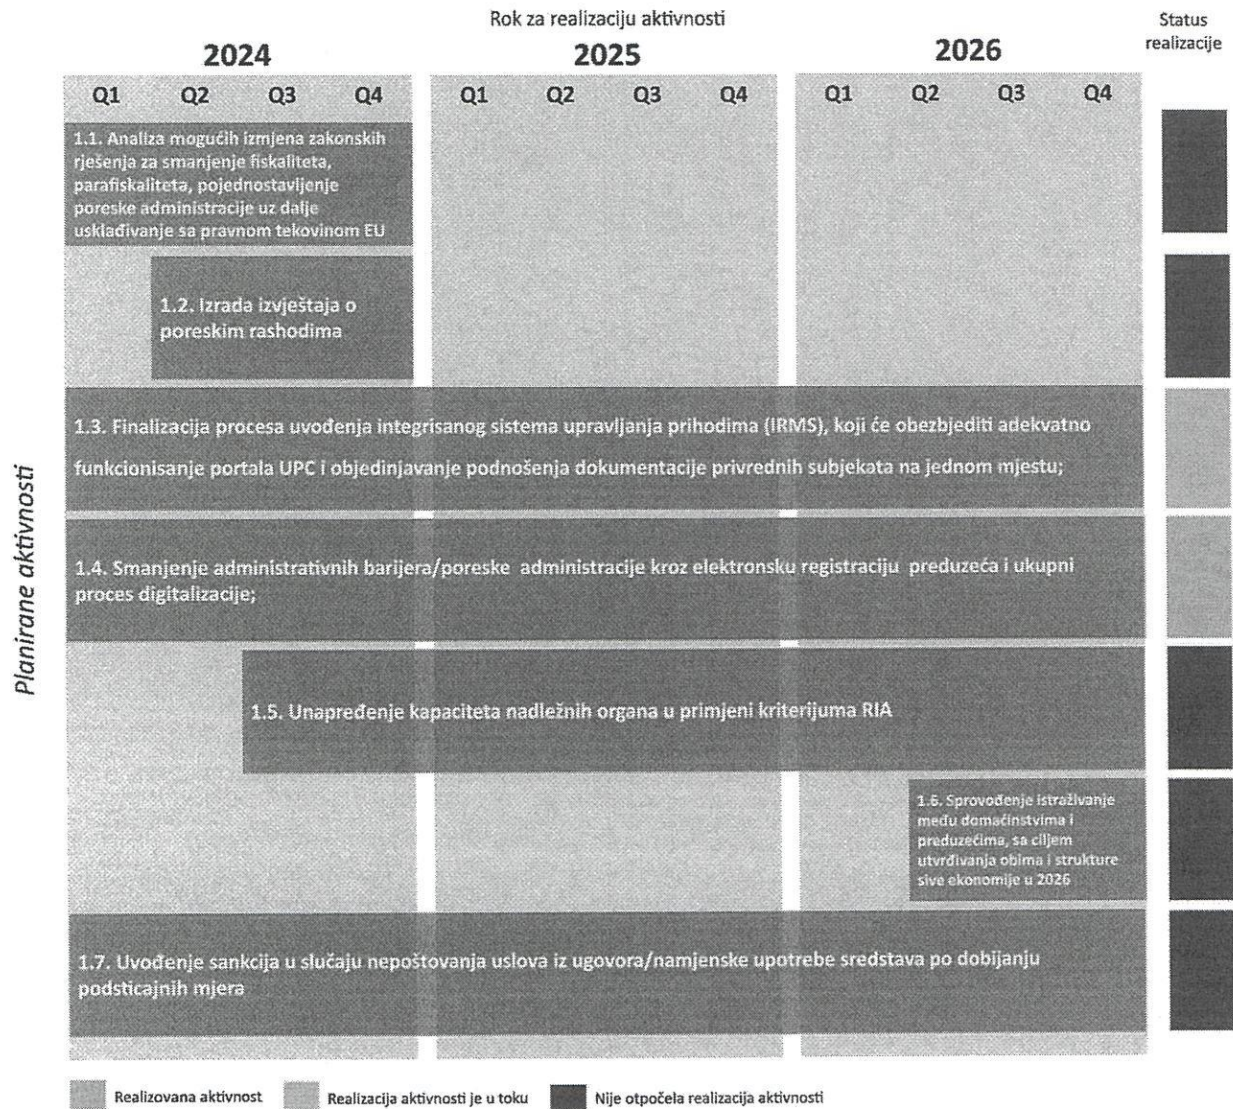 Rok za realizaciju aktivnosti
Status
realizacije
2024
2025
2026
Q1 Q2 Q3 Q4 Q1 Q2 Q3 Q4 Q1 Q2 Q3 Q4
Planirane aktivnosti
1.1. Analiza mogućih izmjena zakonskih
rješenja za smanjenje fiskaliteta,
parafiskaliteta, pojednostavljenje
poreske administracije uz dalje
usklađivanje sa pravnom tekovinom EU
1.2. Izrada izvještaja o
poreskim rashodima
1.3. Finalizacija procesa uvođenja integrisanog sistema upravljanja prihodima (IRMS), koji će obezbjediti adekvatno
funkcionisanje portala UPC i objedinjavanje podnošenja dokumentacije privrednih subjekata na jednom mjestu;
1.4. Smanjenje administrativnih barijera/poreske administracije kroz elektronsku registraciju preduzeća i ukupni
proces digitalizacije;
1.5. Unapređenje kapaciteta nadležnih organa u primjeni kriterijuma RIA
1.6. Sprovođenje istraživanje
među domaćinstvima i
preduzećima, sa ciljem
utvrđivanja obima i strukture
sive ekonomije u 2026
1.7. Uvođenje sankcija u slučaju nepoštovanja uslova iz ugovora/namjenske upotrebe sredstava po dobijanju
podsticajnih mjera
Realizovana aktivnost
Realizacija aktivnosti je u toku
Nije otpočela realizacija aktivnosti